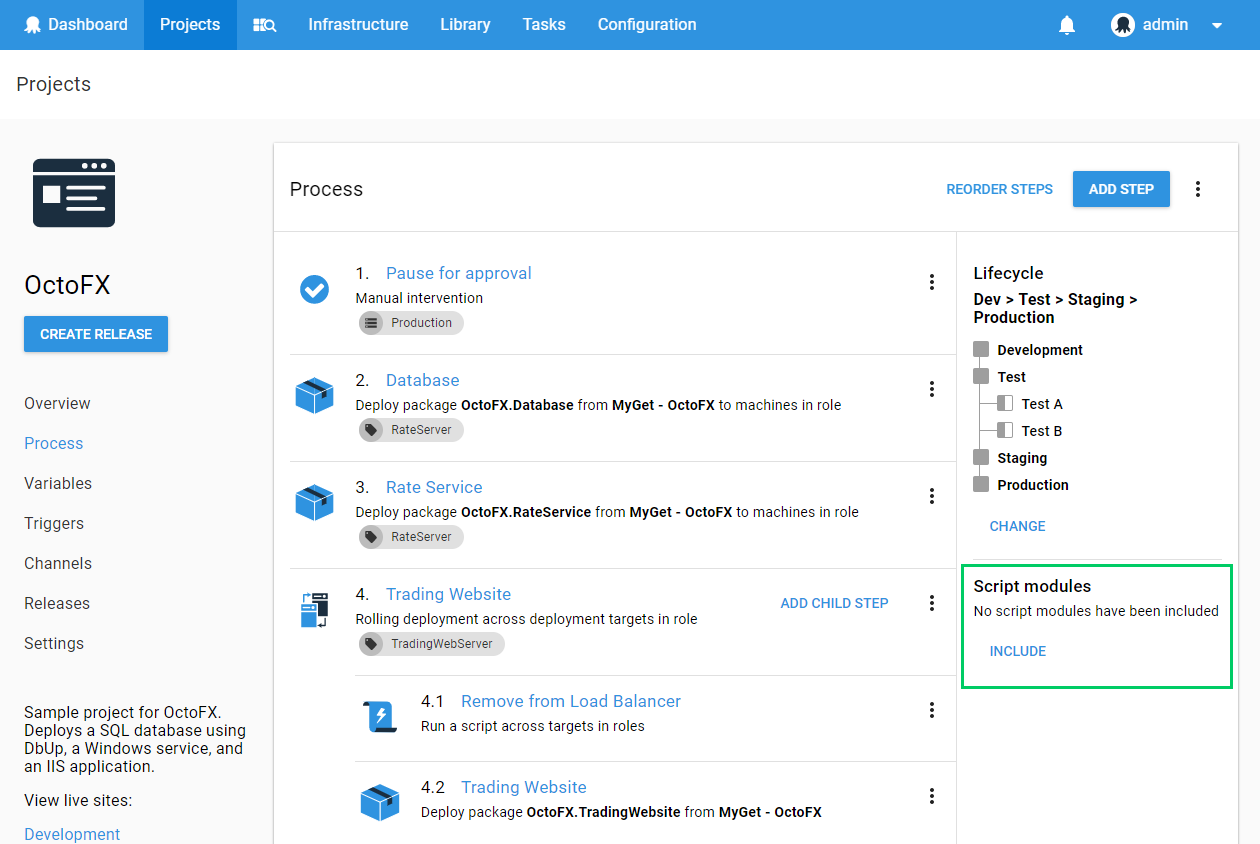 Dashboard Projects Infrastructure Library Tasks Configuration admin
Projects
OctoFX
CREATE RELEASE
Overview
Process
Variables
Triggers
Channels
Releases
Settings
Sample project for OctoFX.
Deploys a SQL database using
DbUp, a Windows service, and
an IIS application.
View live sites:
Development
Process
REORDER STEPS
ADD STEP
1. Pause for approval
Manual intervention
Production
2. Database
Deploy package OctoFX.Database from MyGet - OctoFX to machines in role
RateServer
3. Rate Service
Deploy package OctoFX.RateService from MyGet - OctoFX to machines in role
RateServer
4. Trading Website
ADD CHILD STEP
Rolling deployment across deployment targets in role
TradingWebServer
4.1 Remove from Load Balancer
Run a script across targets in roles
4.2 Trading Website
Deploy package OctoFX.TradingWebsite from MyGet - OctoFX
Lifecycle
Dev > Test > Staging >
Production
Development
Test
Test A
Test B
Staging
Production
CHANGE
Script modules
No script modules have been included
INCLUDE